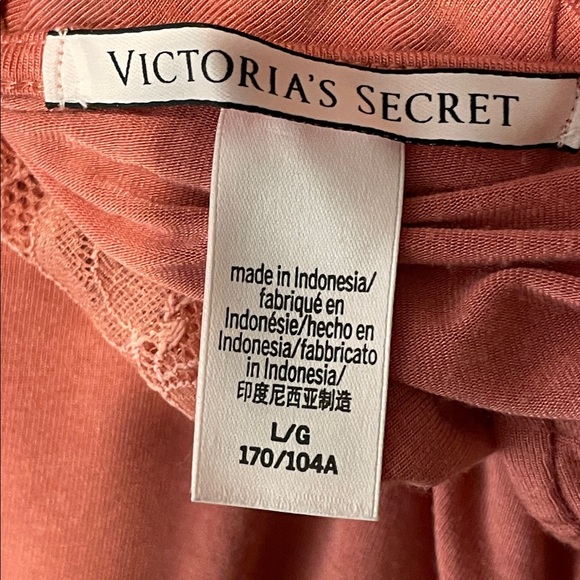 VICTORIA'S SECRET
made in Indonesia/
fabriqué en
Indonésie/hecho en
Indonesia/fabbricato
in Indonesia/
印度尼西亚制造
L/G
170/104A